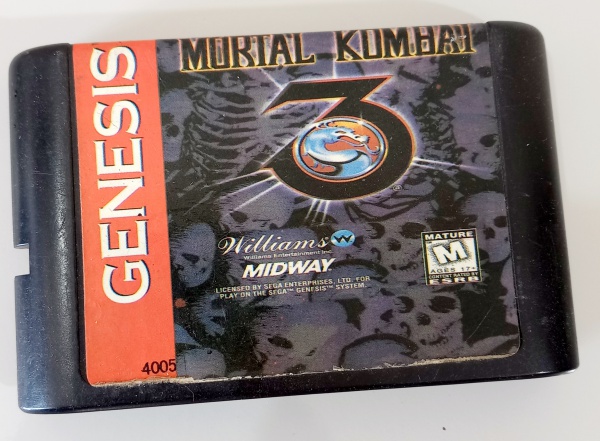 MORTAL KOMBAT
3
GENESIS
Williams
Williams Entertainment Inc.
MIDWAY
LICENSED BY SEGA ENTERPRISES, LTD. FOR
PLAY ON THE SEGA™ GENESIS™ SYSTEM.
MATURE
M
AGES 17+
CONTENT RATED BY
ESRB
4005